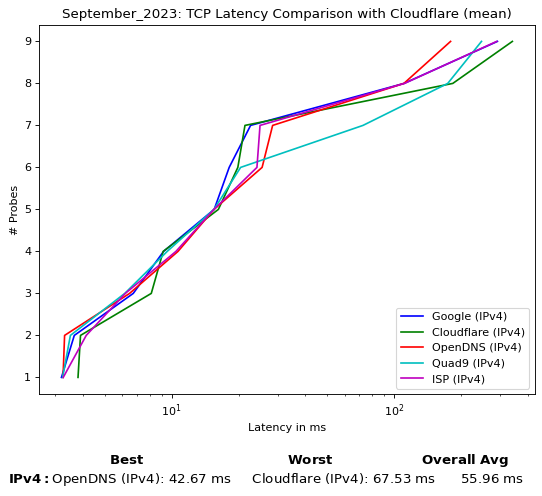 September_2023: TCP Latency Comparison with Cloudflare (mean)
9
8
7
6
5
4
3
2
1
# Probes
Google (IPv4)
Cloudflare (IPv4)
OpenDNS (IPv4)
Quad9 (IPv4)
ISP (IPv4)
10¹ 10²
Latency in ms
Best Worst Overall Avg
IPv4: OpenDNS (IPv4): 42.67 ms Cloudflare (IPv4): 67.53 ms 55.96 ms